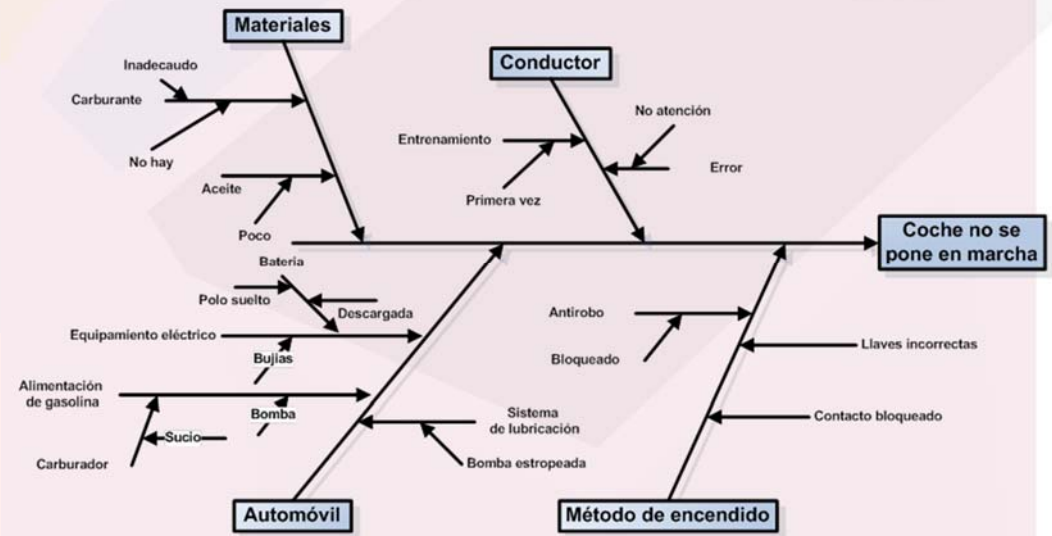 Materiales
Conductor
Inadecaudo
Carburante
No hay
Aceite
Poco
No atención
Entrenamiento
Error
Primera vez
Coche no se
pone en marcha
Bateria
Polo suelto
Descargada
Equipamiento eléctrico
Bujias
Alimentación
de gasolina
Bomba
Sucio
Carburador
Sistema
de lubricación
Bomba estropeada
Antirobo
Bloqueado
Llaves incorrectas
Contacto bloqueado
Automóvil
Método de encendido